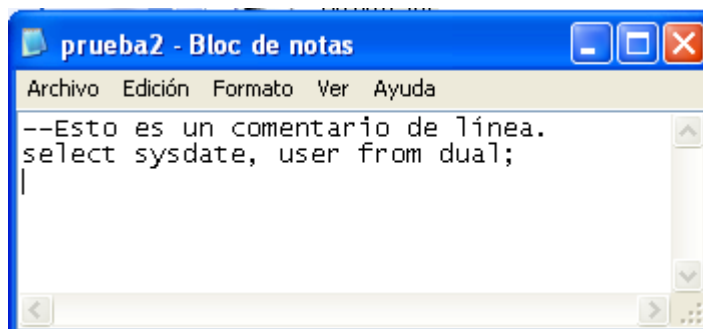 prueba2 - Bloc de notas
Archivo Edición Formato Ver Ayuda
--Esto es un comentario de línea.
select sysdate, user from dual;